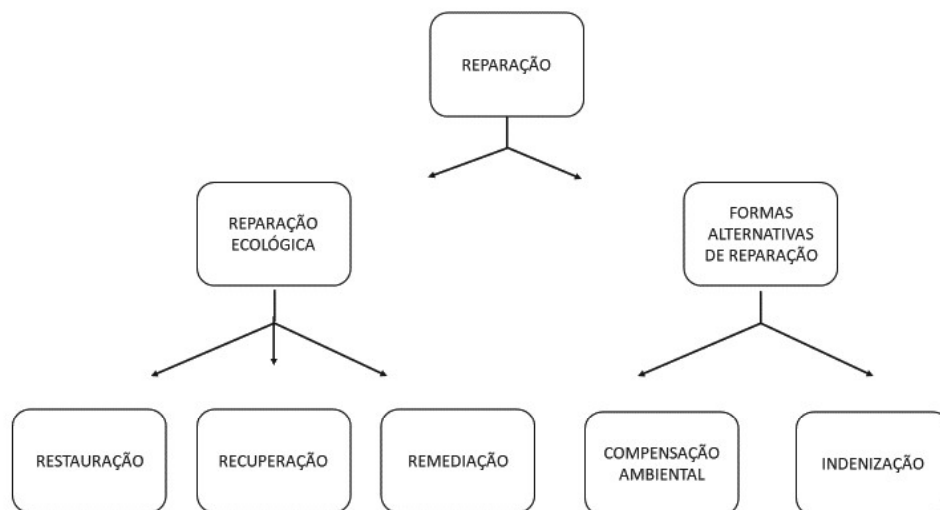 REPARAÇÃO
REPARAÇÃO
ECOLÓGICA
FORMAS
ALTERNATIVAS
DE REPARAÇÃO
RESTAURAÇÃO
RECUPERAÇÃO
REMEDIAÇÃO
COMPENSAÇÃO
AMBIENTAL
INDENIZAÇÃO